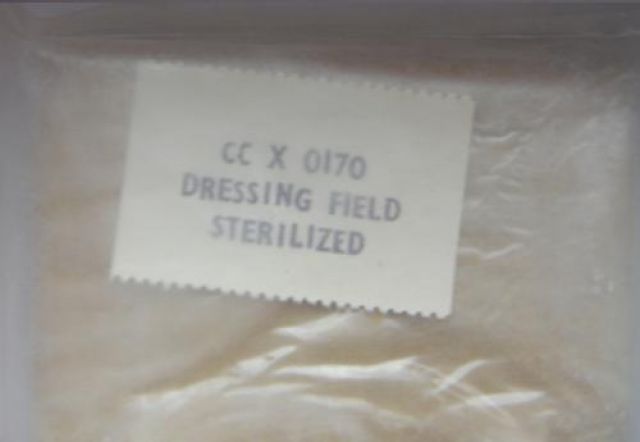 CC X 0170
DRESSING FIELD
STERILIZED